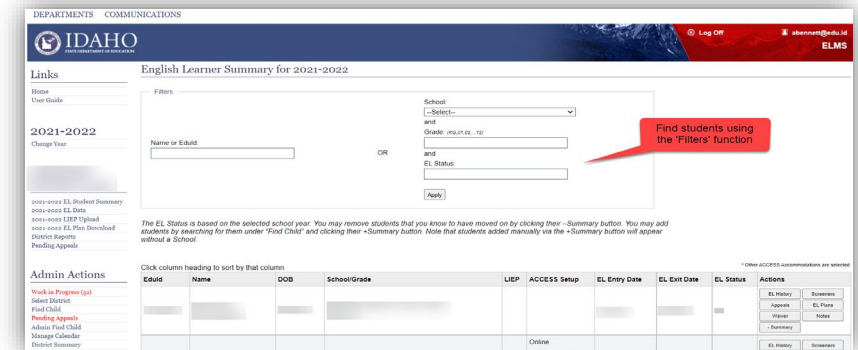 DEPARTMENTS COMMUNICATIONS
IDAHO
STATE DEPARTMENT OF EDUCATION
Log Off
abennett@edu.id
ELMS
Links
Home
User Guide
2021-2022
Change Year
2021-2022 EL Student Summary
2021-2022 EL Data
2021-2022 LIEP Upload
2021-2022 EL Plan Download
District Reports
Pending Appeals
Admin Actions
Work in Progress (52)
Select District
Find Child
Pending Appeals
Admin Find Child
Manage Calendar
District Summary
English Learner Summary for 2021-2022
Filters
Name or EduId:
OR
School:
--Select--
and
Grade: (KG,01,02,..12)
and
EL Status:
Apply
Find students using
the 'Filters' function
The EL Status is based on the selected school year. You may remove students that you know to have moved on by clicking their –Summary button. You may add
students by searching for them under "Find Child" and clicking their +Summary button. Note that students added manually via the +Summary button will appear
without a School.
* Other ACCESS Accommodations are selected
Click column heading to sort by that column
EduId Name DOB School/Grade LIEP ACCESS Setup EL Entry Date EL Exit Date EL Status Actions
EL History Screeners
Appeals EL Plans
Waiver Notes
- Summary
Online
EL History Screeners